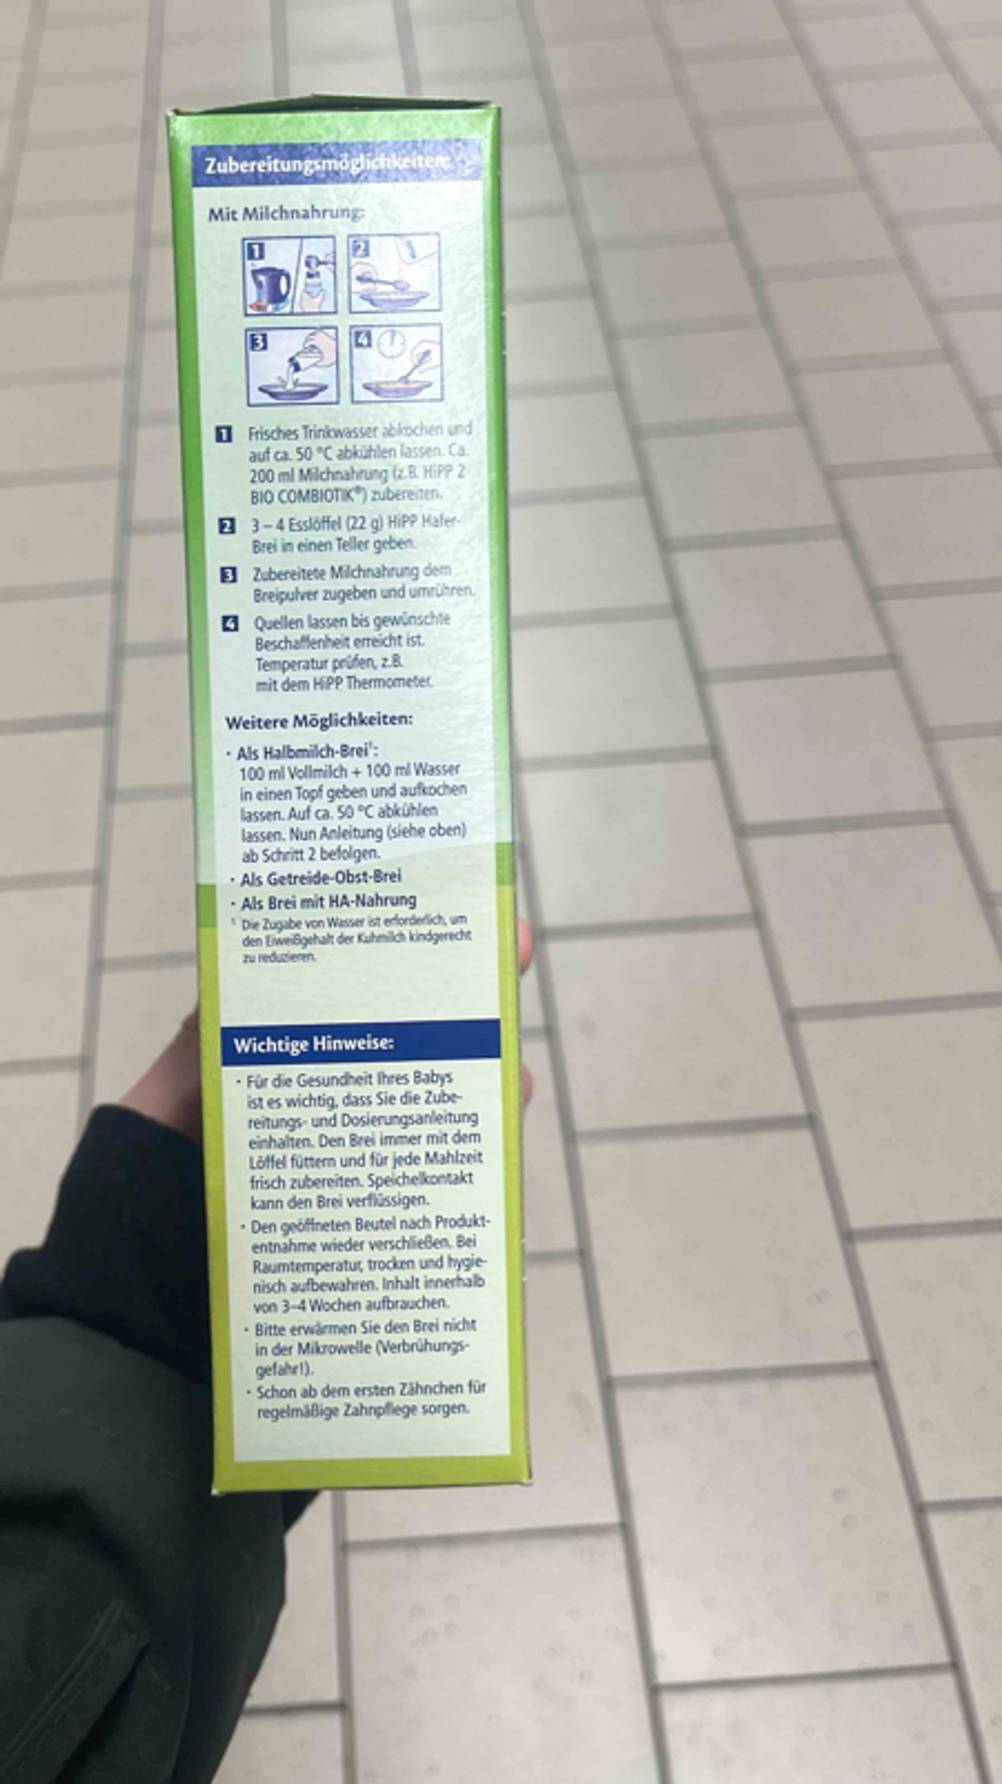 Zubereitungsmöglichkeiten:
Mit Milchnahrung:
1
2
3
4
1 Frisches Trinkwasser abkochen und
auf ca. 50 °C abkühlen lassen. Ca.
200 ml Milchnahrung (z.B. HiPP 2
BIO COMBIOTIK®) zubereiten.
2 3 – 4 Esslöffel (22 g) HiPP Hafer-
Brei in einen Teller geben.
3 Zubereitete Milchnahrung dem
Breipulver zugeben und umrühren.
4 Quellen lassen bis gewünschte
Beschaffenheit erreicht ist.
Temperatur prüfen, z.B.
mit dem HiPP Thermometer.
Weitere Möglichkeiten:
· Als Halbmilch-Brei¹:
100 ml Vollmilch + 100 ml Wasser
in einen Topf geben und aufkochen
lassen. Auf ca. 50 °C abkühlen
lassen. Nun Anleitung (siehe oben)
ab Schritt 2 befolgen.
· Als Getreide-Obst-Brei
· Als Brei mit HA-Nahrung
¹ Die Zugabe von Wasser ist erforderlich, um
den Eiweißgehalt der Kuhmilch kindgerecht
zu reduzieren.
Wichtige Hinweise:
· Für die Gesundheit Ihres Babys
ist es wichtig, dass Sie die Zube-
reitungs- und Dosierungsanleitung
einhalten. Den Brei immer mit dem
Löffel füttern und für jede Mahlzeit
frisch zubereiten. Speichelkontakt
kann den Brei verflüssigen.
· Den geöffneten Beutel nach Produkt-
entnahme wieder verschließen. Bei
Raumtemperatur, trocken und hygie-
nisch aufbewahren. Inhalt innerhalb
von 3–4 Wochen aufbrauchen.
· Bitte erwärmen Sie den Brei nicht
in der Mikrowelle (Verbrühungs-
gefahr!).
· Schon ab dem ersten Zähnchen für
regelmäßige Zahnpflege sorgen.